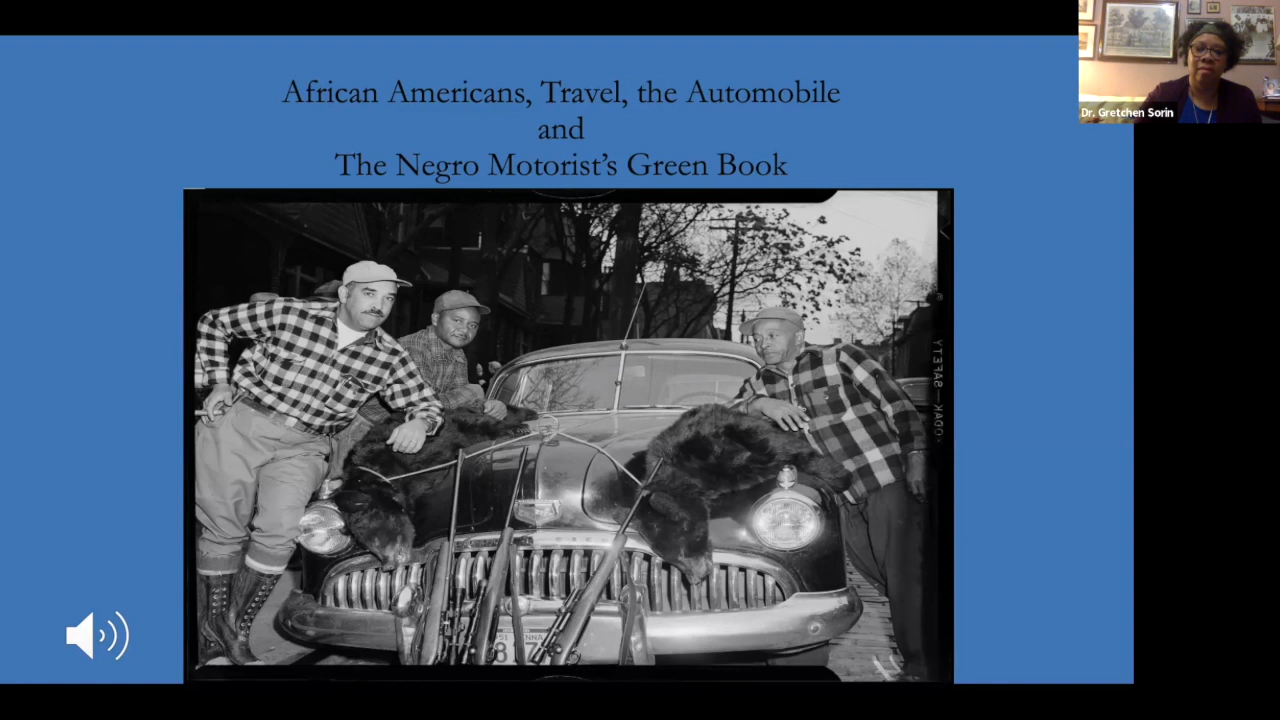 African Americans, Travel, the Automobile
and
The Negro Motorist’s Green Book
Dr. Gretchen Sorin